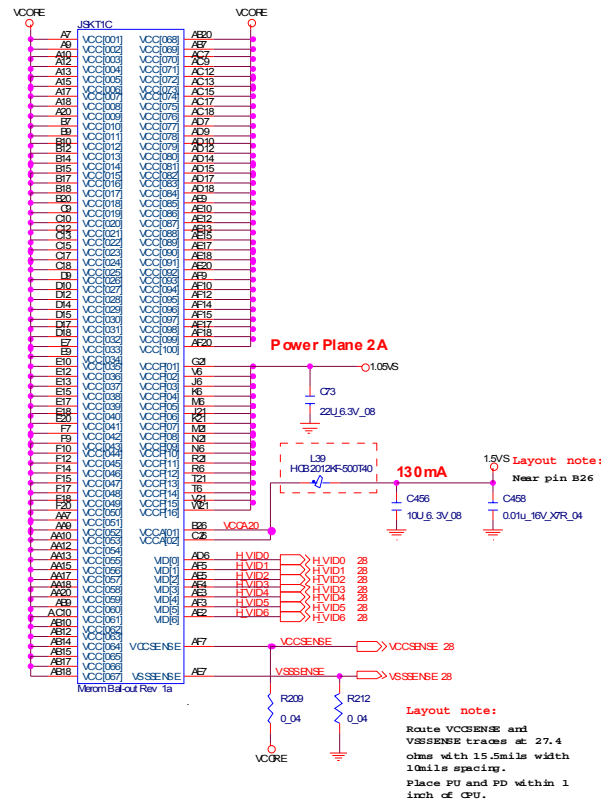 VCORE VCORE
JSKT1C
A7 VCC[001] VCC[068] AB20
A9 VCC[002] VCC[069] AB7
A10 VCC[003] VCC[070] AC7
A12 VCC[004] VCC[071] AC9
A13 VCC[005] VCC[072] AC12
A15 VCC[006] VCC[073] AC13
A17 VCC[007] VCC[074] AC15
A18 VCC[008] VCC[075] AC17
A20 VCC[009] VCC[076] AC18
B7 VCC[010] VCC[077] AD7
B9 VCC[011] VCC[078] AD9
B10 VCC[012] VCC[079] AD10
B12 VCC[013] VCC[080] AD12
B14 VCC[014] VCC[081] AD14
B15 VCC[015] VCC[082] AD15
B17 VCC[016] VCC[083] AD17
B18 VCC[017] VCC[084] AD18
B20 VCC[018] VCC[085] AE9
C9 VCC[019] VCC[086] AE10
C10 VCC[020] VCC[087] AE12
C12 VCC[021] VCC[088] AE13
C13 VCC[022] VCC[089] AE15
C15 VCC[023] VCC[090] AE17
C17 VCC[024] VCC[091] AE18
C18 VCC[025] VCC[092] AE20
D9 VCC[026] VCC[093] AF9
D10 VCC[027] VCC[094] AF10
D12 VCC[028] VCC[095] AF12
D14 VCC[029] VCC[096] AF14
D15 VCC[030] VCC[097] AF15
D17 VCC[031] VCC[098] AF17
D18 VCC[032] VCC[099] AF18
E7 VCC[033] VCC[100] AF20
E9 VCC[034]
Power Plane 2A
E10 VCC[035] VCCP[01] G21 1.05VS
E12 VCC[036] VCCP[02] V6
E13 VCC[037] VCCP[03] J6
E15 VCC[038] VCCP[04] K6 C73
E17 VCC[039] VCCP[05] M6
E18 VCC[040] VCCP[06] J21 22U_6.3V_08
E20 VCC[041] VCCP[07] K21
F7 VCC[042] VCCP[08] M21
F9 VCC[043] VCCP[09] N21
F10 VCC[044] VCCP[10] N6
F12 VCC[045] VCCP[11] R21
F14 VCC[046] VCCP[12] R6
F15 VCC[047] VCCP[13] T21
F17 VCC[048] VCCP[14] T6
F18 VCC[049] VCCP[15] V21
F20 VCC[050] VCCP[16] W21
L39
HCB2012KF-500T40
130mA
1.5VS
Layout note:
Near pin B26
C456
10U_6.3V_08
C458
0.01u_16V_X7R_04
AA7 VCC[051]
AA9 VCC[052] VCCA[01] B26 VCCA20
AA10 VCC[053] VCCA[02] C26
AA12 VCC[054]
AA13 VCC[055] VID[0] AD6 H_VID0 H_VID0 28
AA15 VCC[056] VID[1] AF5 H_VID1 H_VID1 28
AA17 VCC[057] VID[2] AE5 H_VID2 H_VID2 28
AA18 VCC[058] VID[3] AF4 H_VID3 H_VID3 28
AA20 VCC[059] VID[4] AE3 H_VID4 H_VID4 28
AB9 VCC[060] VID[5] AF3 H_VID5 H_VID5 28
AC10 VCC[061] VID[6] AE2 H_VID6 H_VID6 28
AB10 VCC[062]
AB12 VCC[063]
AB14 VCC[064] VCCSENSE AF7 VCCSENSE VCCSENSE 28
AB15 VCC[065]
AB17 VCC[066]
AB18 VCC[067] VSSSENSE AE7 VSSSENSE VSSSENSE 28
Merom Ball-out Rev 1a
R209
0_04
R212
0_04
VCORE
Layout note:
Route VCCSENSE and
VSSSENSE traces at 27.4
ohms with 15.5mils width
10mils spacing.
Place PU and PD within 1
inch of CPU.